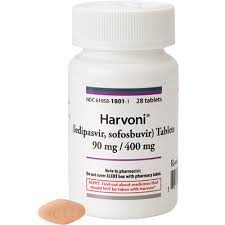 NDC 61958-1801-1 28 tablets
Harvoni®
(ledipasvir, sofosbuvir) Tablets
90 mg / 400 mg
Note to pharmacist:
Do not cover ALERT box with pharmacy label.
ALERT: Find out about medicines that
should NOT be taken with Harvoni